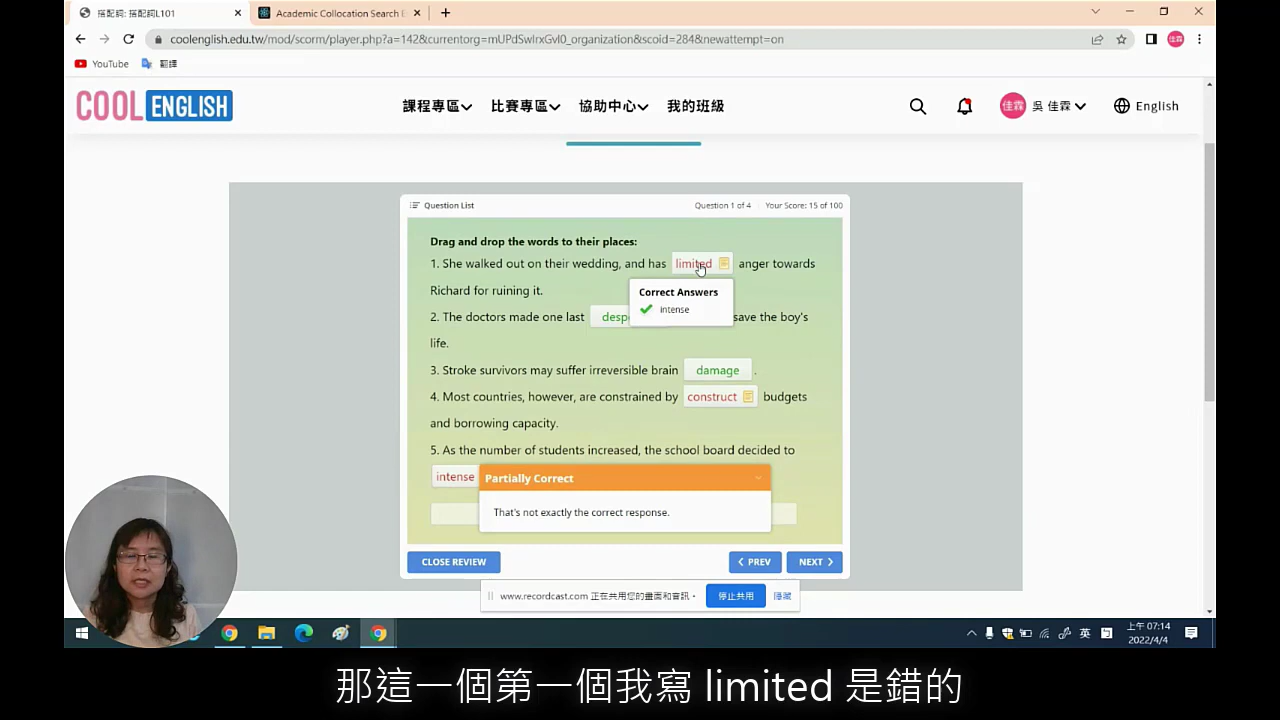 搭配詞: 搭配詞L101
Academic Collocation Search E
coolenglish.edu.tw/mod/scorm/player.php?a=142&currentorg=mUPdSwIrxGvI0_organization&scoid=284&newattempt=on
佳霖
YouTube
翻譯
COOL ENGLISH
課程專區 比賽專區 協助中心 我的班級
佳霖 吳 佳霖 English
Question List
Question 1 of 4 Your Score: 15 of 100
Drag and drop the words to their places:
1. She walked out on their wedding, and has limited anger towards
Richard for ruining it.
Correct Answers
intense
2. The doctors made one last desp save the boy's
life.
3. Stroke survivors may suffer irreversible brain damage .
4. Most countries, however, are constrained by construct budgets
and borrowing capacity.
5. As the number of students increased, the school board decided to
intense
Partially Correct
That's not exactly the correct response.
CLOSE REVIEW
PREV
NEXT
www.recordcast.com 正在共用您的畫面和音訊。
停止共用
隱藏
英
上午 07:14
2022/4/4
那這一個第一個我寫 limited 是錯的